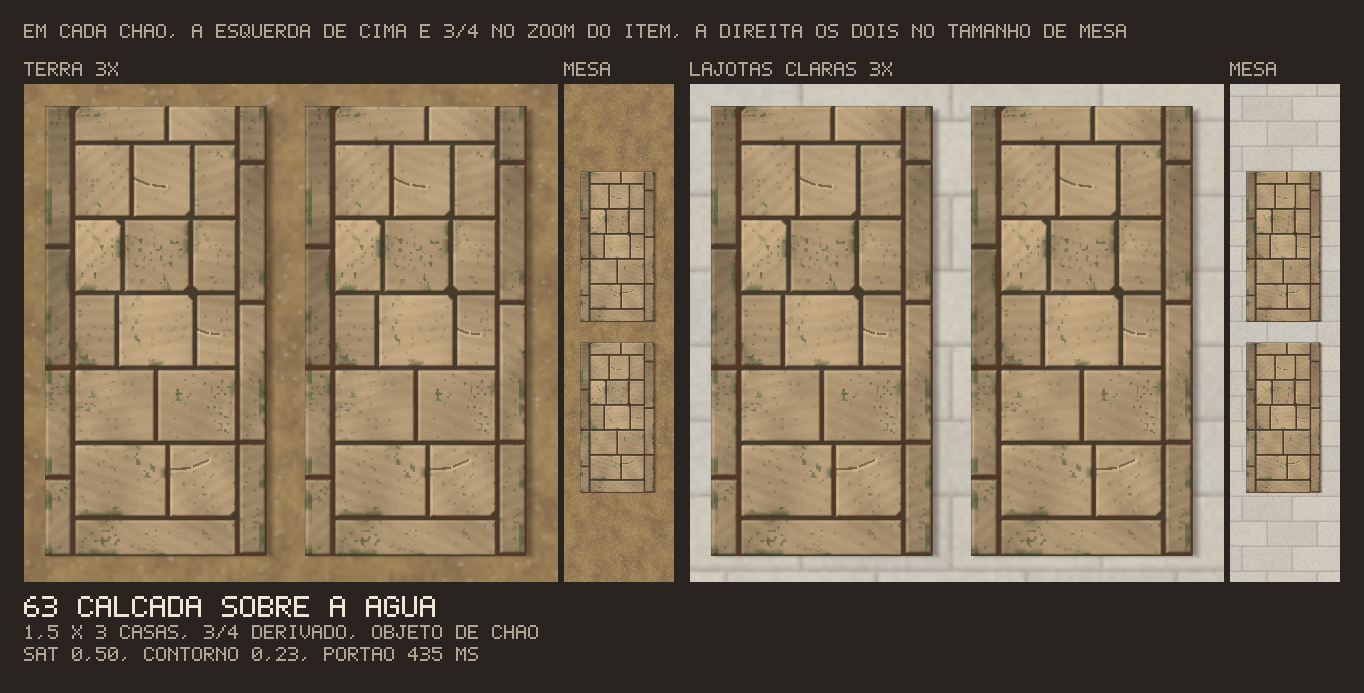 EM CADA CHAO, A ESQUERDA DE CIMA E 3/4 NO ZOOM DO ITEM, A DIREITA OS DOIS NO TAMANHO DE MESA
TERRA 3X
MESA
LAJOTAS CLARAS 3X
MESA
63 CALCADA SOBRE A AGUA
1,5 X 3 CASAS, 3/4 DERIVADO, OBJETO DE CHAO
SAT 0,50, CONTORNO 0,23, PORTAO 435 MS